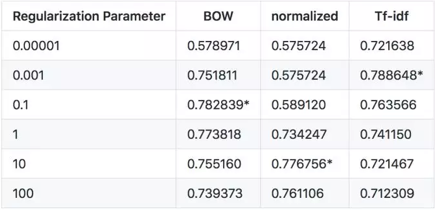 Regularization Parameter BOW normalized Tf-idf
0.00001 0.578971 0.575724 0.721638
0.001 0.751811 0.575724 0.788648*
0.1 0.782839* 0.589120 0.763566
1 0.773818 0.734247 0.741150
10 0.755160 0.776756* 0.721467
100 0.739373 0.761106 0.712309